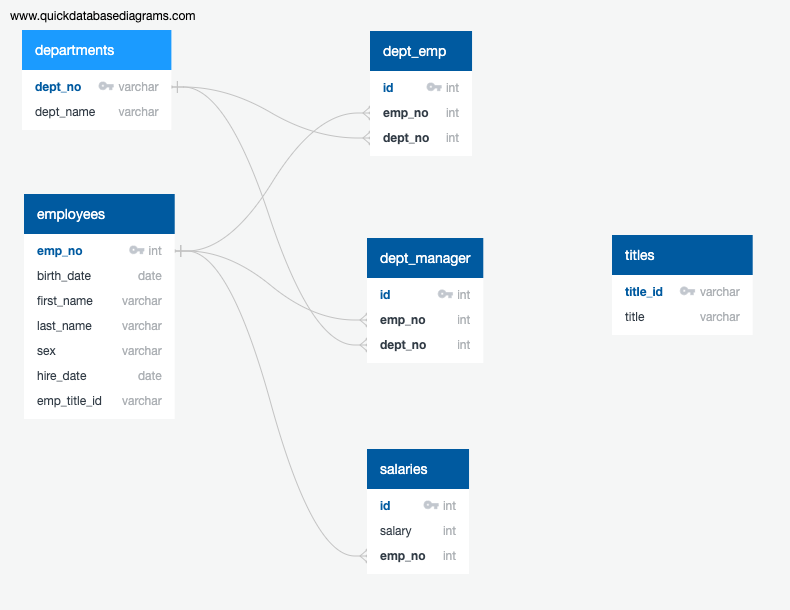 www.quickdatabasediagrams.com
departments
dept_no varchar
dept_name varchar
employees
emp_no int
birth_date date
first_name varchar
last_name varchar
sex varchar
hire_date date
emp_title_id varchar
dept_emp
id int
emp_no int
dept_no int
dept_manager
id int
emp_no int
dept_no int
salaries
id int
salary int
emp_no int
titles
title_id varchar
title varchar